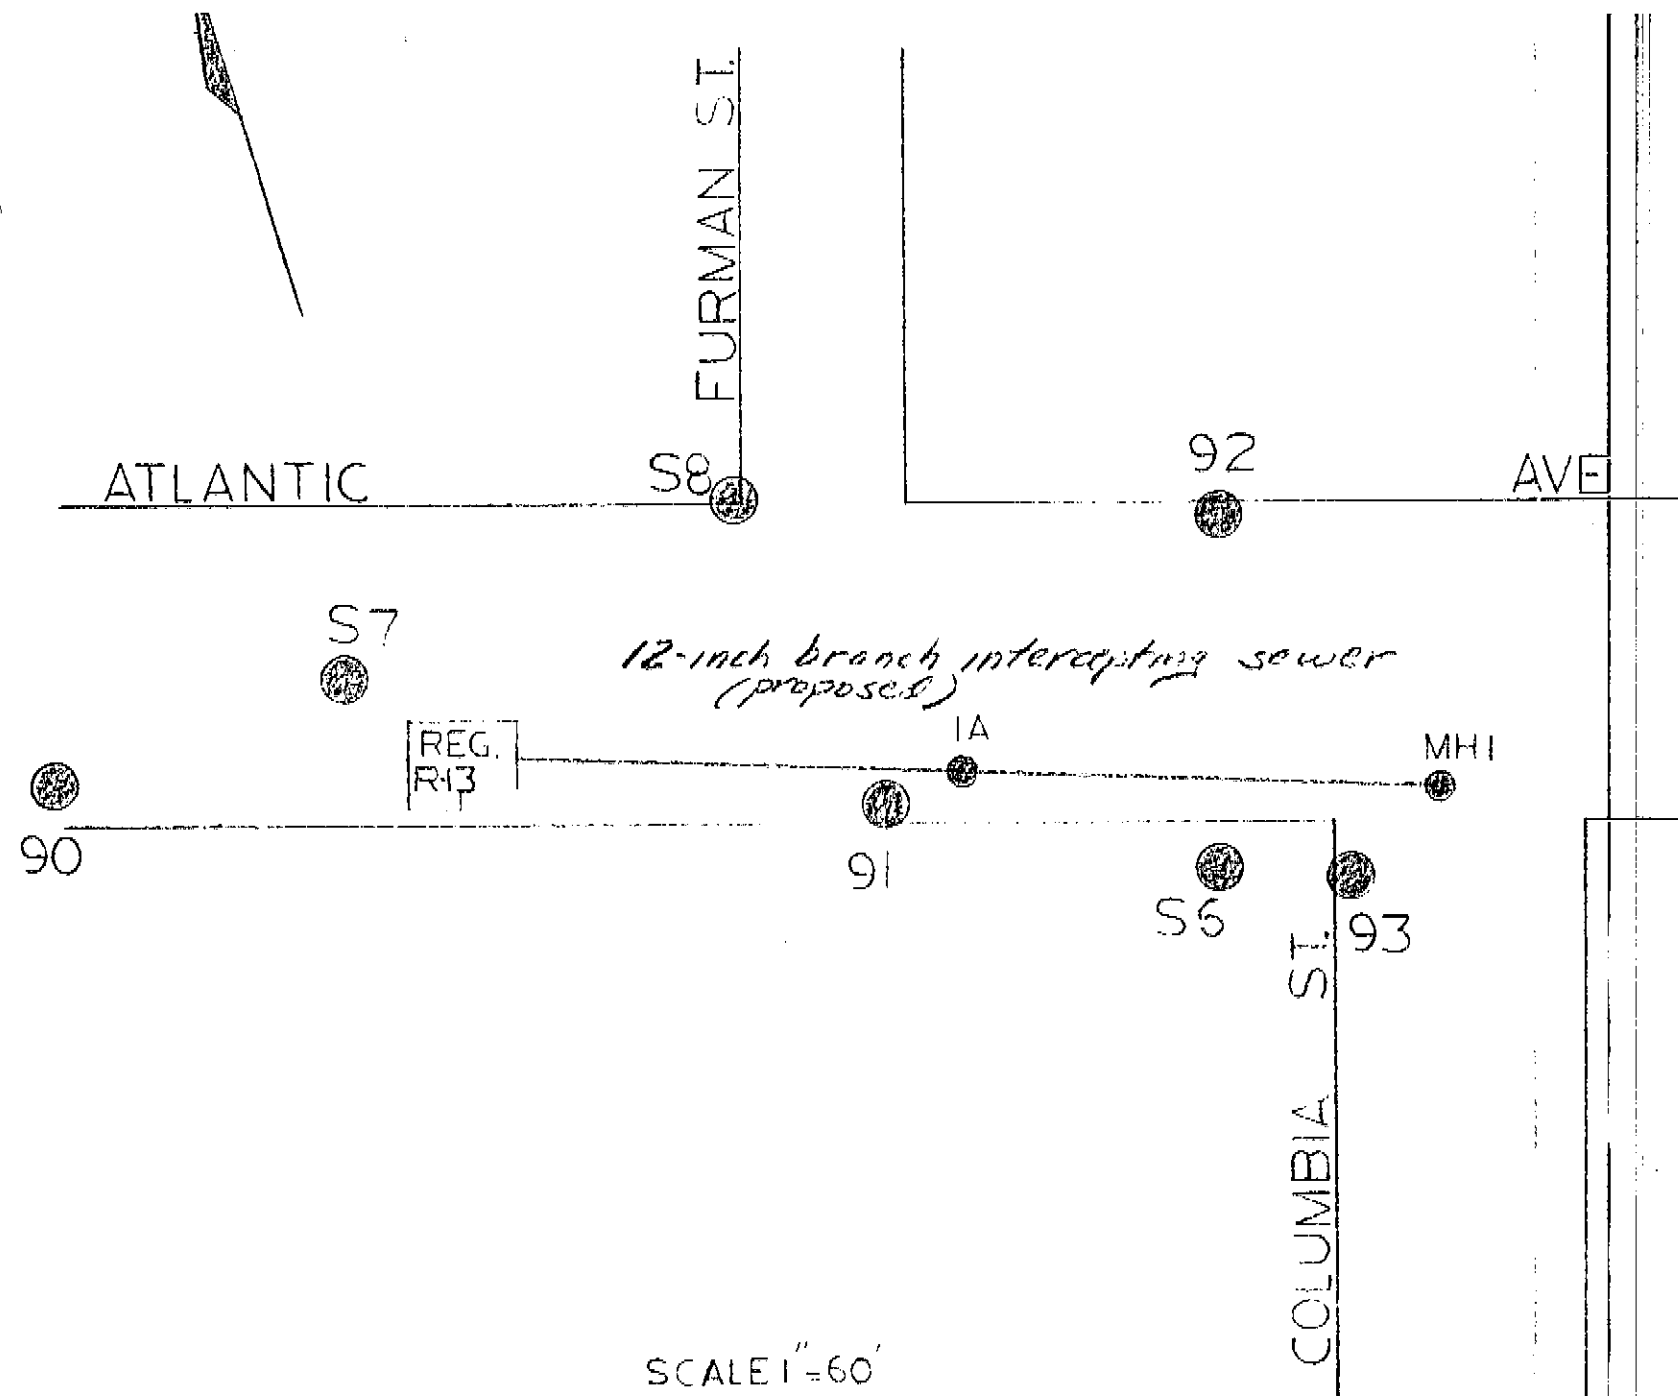 FURMAN ST.
ATLANTIC
S8
92
AVE
S7
12-inch branch intercepting sewer
(proposed)
REG.
R-13
1A
MH1
90
91
S6
93
COLUMBIA ST.
SCALE 1"=60'